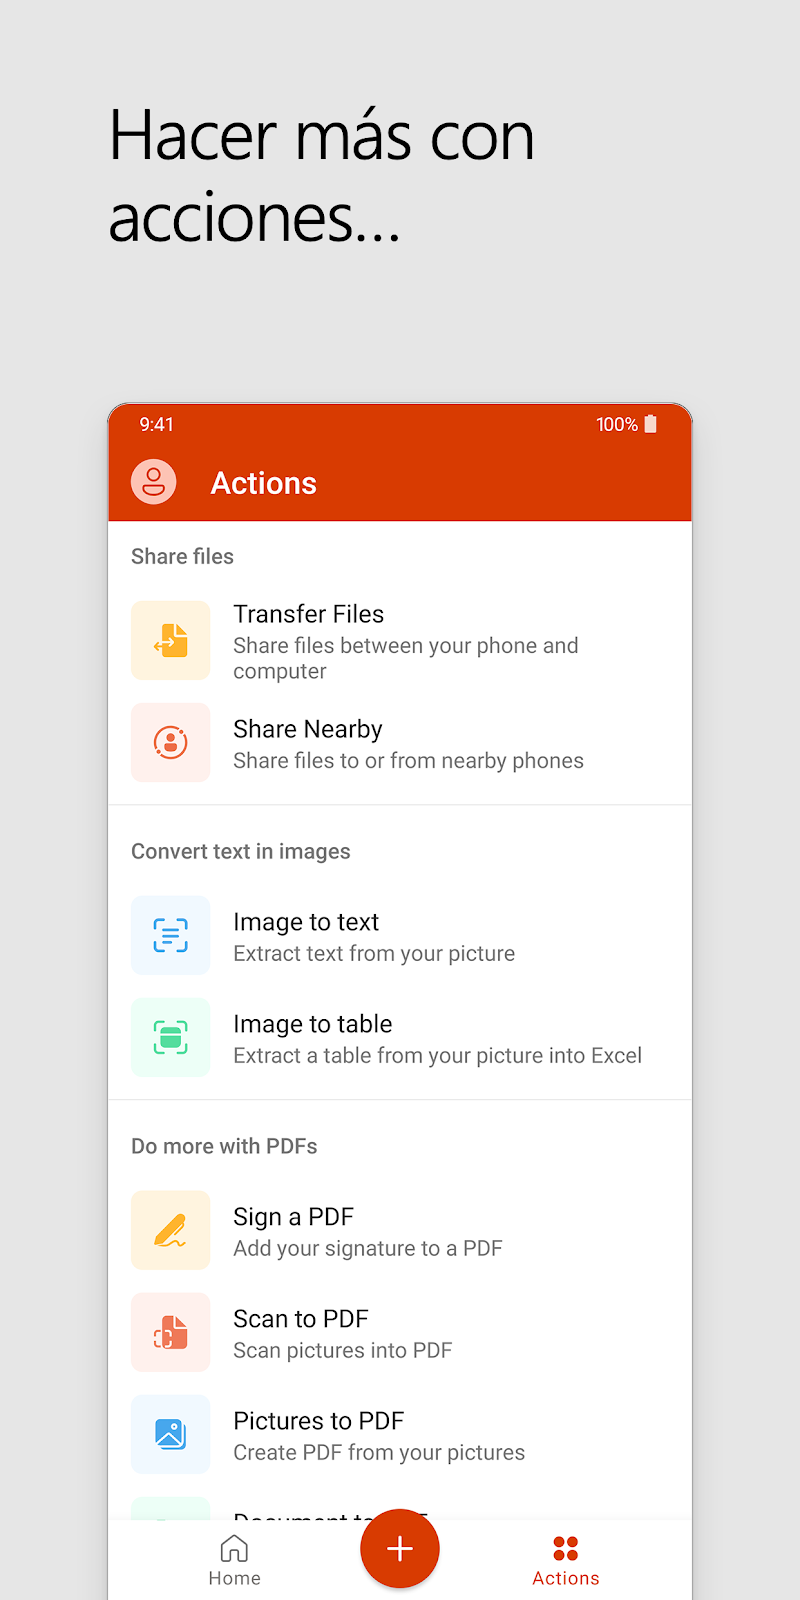 Hacer más con
acciones...
9:41
100%
Actions
Share files
Transfer Files
Share files between your phone and
computer
Share Nearby
Share files to or from nearby phones
Convert text in images
Image to text
Extract text from your picture
Image to table
Extract a table from your picture into Excel
Do more with PDFs
Sign a PDF
Add your signature to a PDF
Scan to PDF
Scan pictures into PDF
Pictures to PDF
Create PDF from your pictures
Document to
Home
Actions